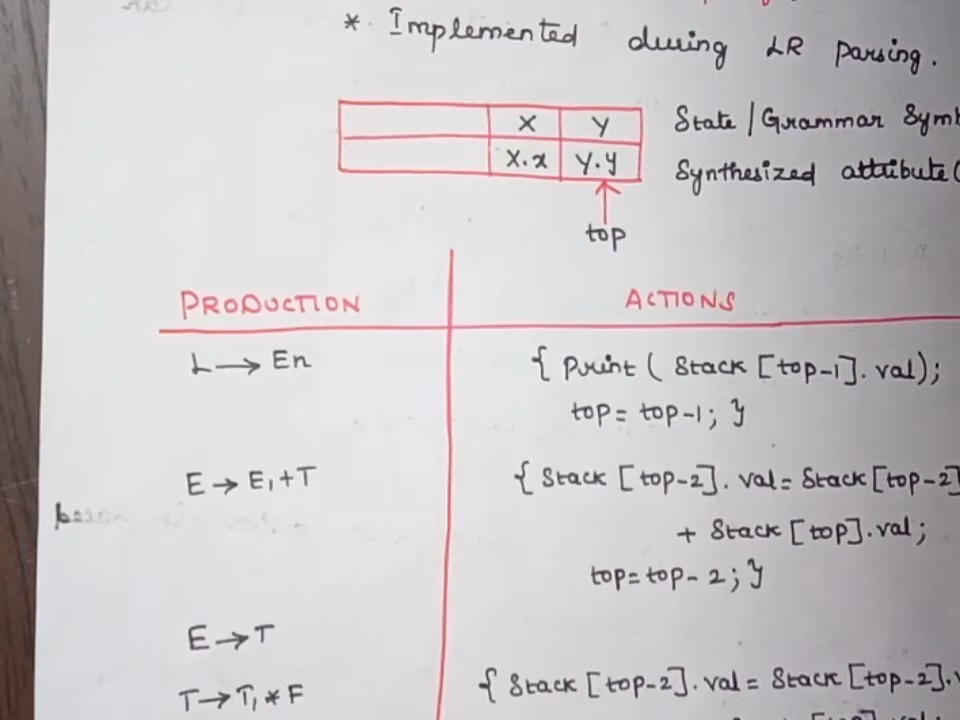 * Implemented during LR Parsing.
X Y State / Grammar Symb
X.x Y.y Synthesized attribute (
top
PRODUCTION ACTIONS
L → En { Print ( Stack [top-1]. val);
top = top-1; }
E → E₁+T { Stack [top-2]. val = Stack [top-2]
+ Stack [top].val;
top = top - 2; }
E → T
T → T₁ * F { Stack [top-2]. val = Stack [top-2].v